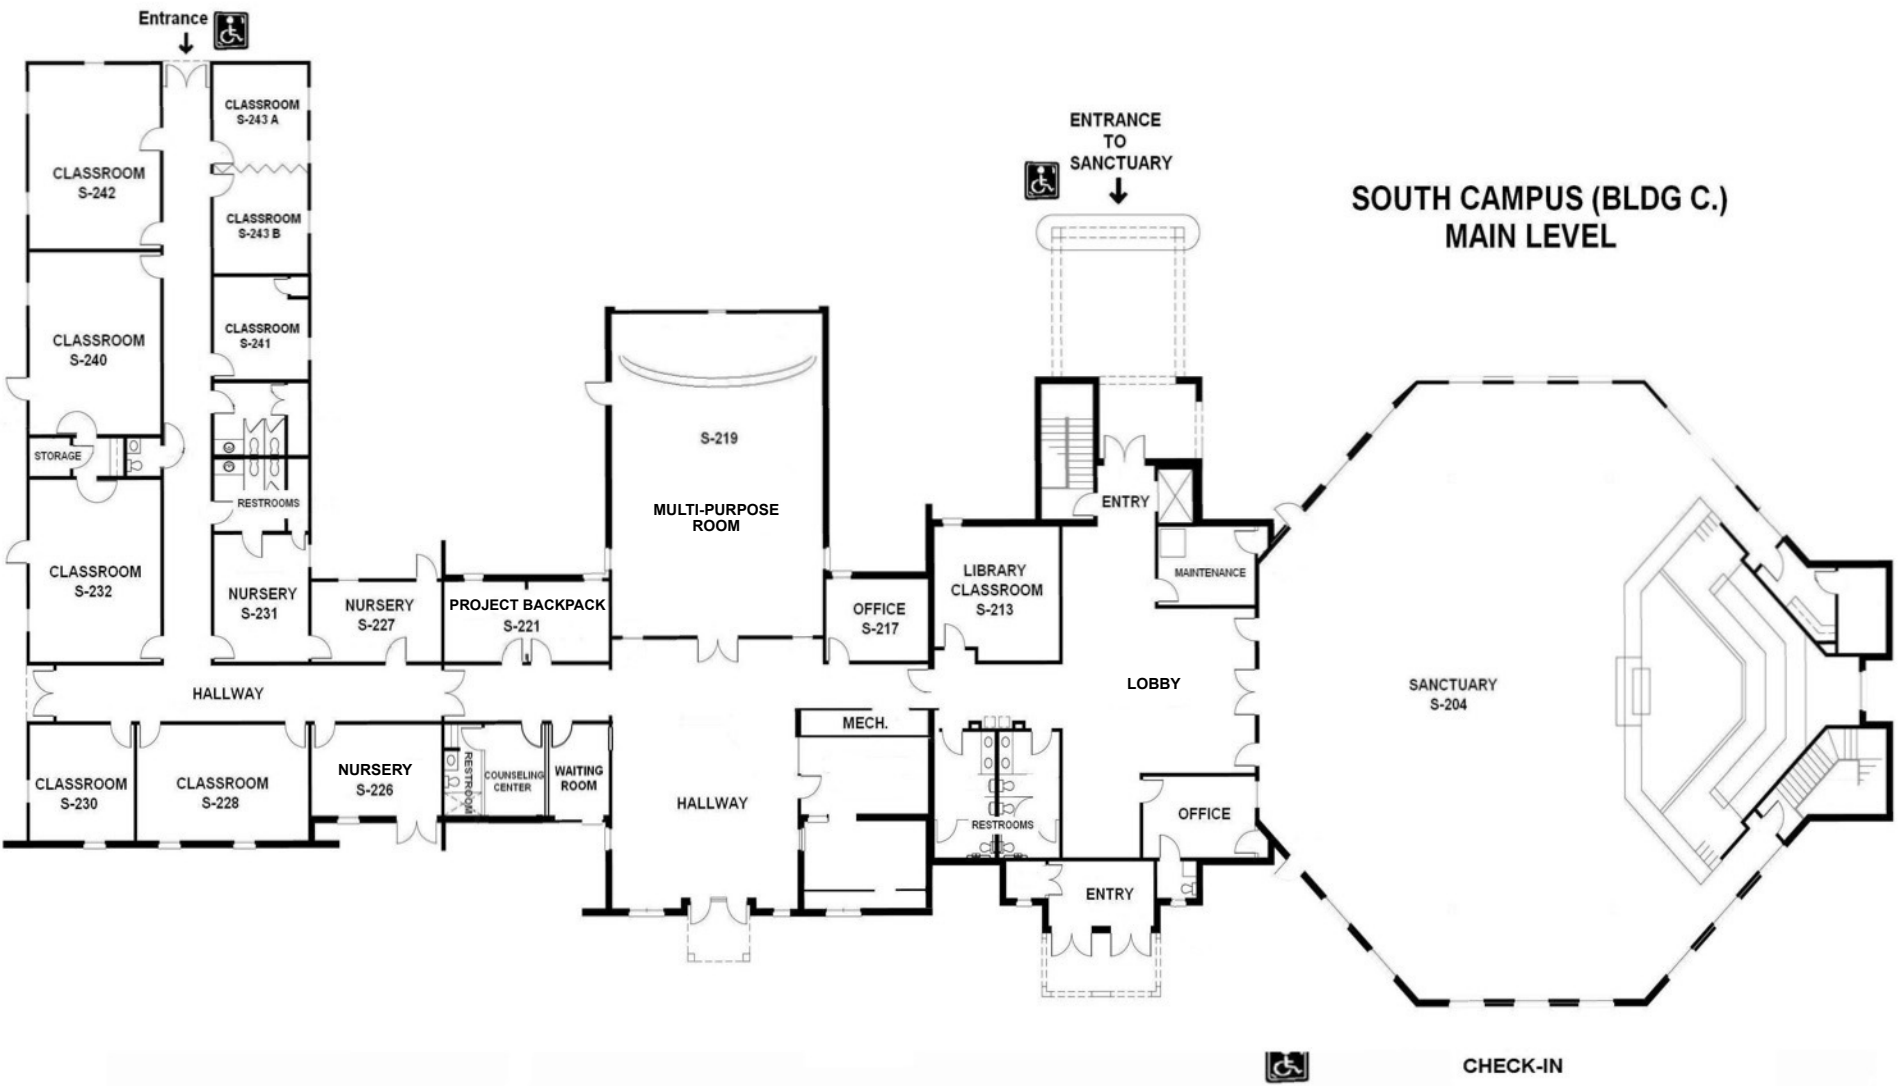 Entrance
CLASSROOM
S-243 A
CLASSROOM
S-242
CLASSROOM
S-243 B
CLASSROOM
S-241
CLASSROOM
S-240
STORAGE
RESTROOMS
CLASSROOM
S-232
NURSERY
S-231
NURSERY
S-227
PROJECT BACKPACK
S-221
HALLWAY
CLASSROOM
S-230
CLASSROOM
S-228
NURSERY
S-226
RESTROOM
COUNSELING
CENTER
WAITING
ROOM
S-219
MULTI-PURPOSE
ROOM
OFFICE
S-217
MECH.
HALLWAY
ENTRANCE
TO
SANCTUARY
ENTRY
LIBRARY
CLASSROOM
S-213
MAINTENANCE
LOBBY
RESTROOMS
OFFICE
ENTRY
SOUTH CAMPUS (BLDG C.)
MAIN LEVEL
SANCTUARY
S-204
CHECK-IN